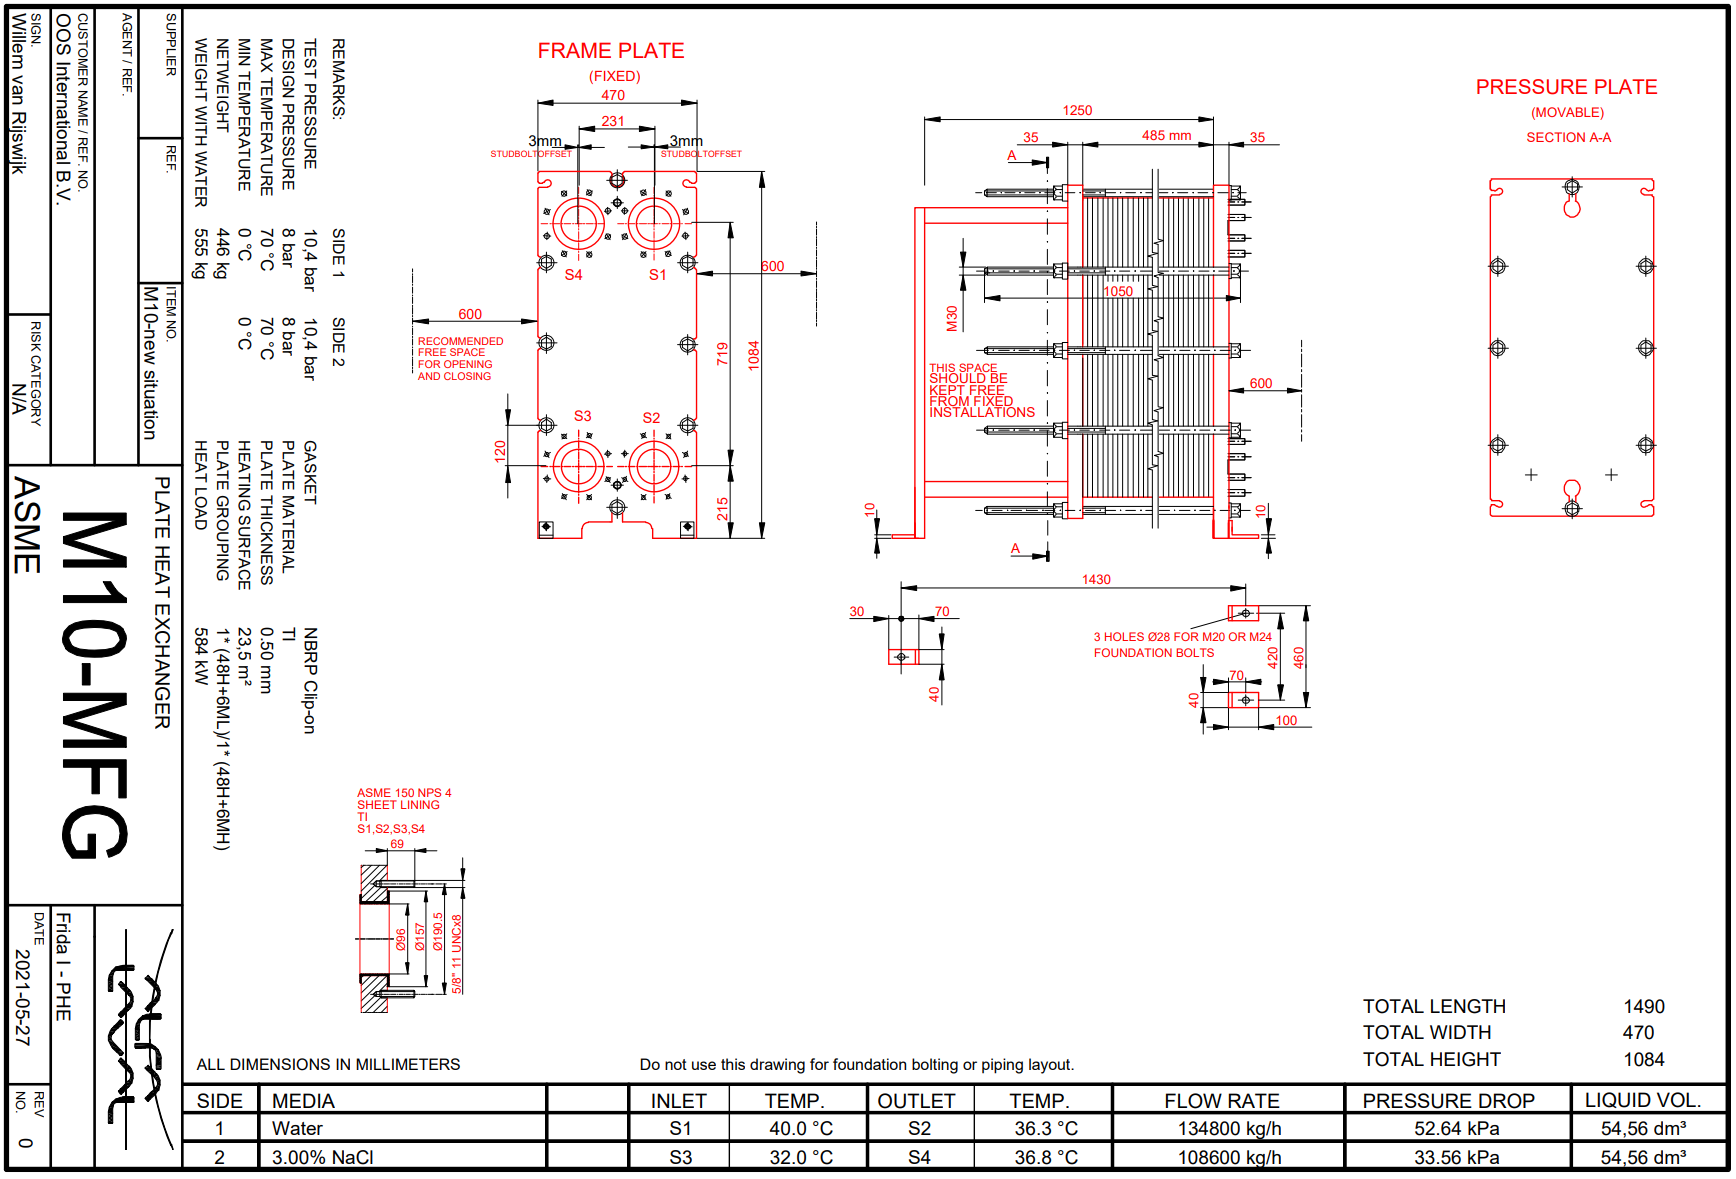 FRAME PLATE
(FIXED)
470
231
3mm
3mm
STUDBOLTOFFSET
STUDBOLTOFFSET
S4
S1
600
600
RECOMMENDED
FREE SPACE
FOR OPENING
AND CLOSING
719
1084
S3
S2
120
215
1250
35
485 mm
35
A
1050
M30
THIS SPACE
SHOULD BE
KEPT FREE
FROM FIXED
INSTALLATIONS
600
10
10
A
1430
30
70
40
3 HOLES Ø28 FOR M20 OR M24
FOUNDATION BOLTS
70
40
420
460
100
PRESSURE PLATE
(MOVABLE)
SECTION A-A
REMARKS:
SIDE 1
SIDE 2
TEST PRESSURE
10,4 bar
10,4 bar
GASKET
NBRP Clip-on
DESIGN PRESSURE
8 bar
8 bar
PLATE MATERIAL
TI
MAX TEMPERATURE
70 °C
70 °C
PLATE THICKNESS
0.50 mm
MIN TEMPERATURE
0 °C
0 °C
HEATING SURFACE
23,5 m²
NETWEIGHT
446 kg
PLATE GROUPING
1* (48H+6ML)/1* (48H+6MH)
WEIGHT WITH WATER
555 kg
HEAT LOAD
584 kW
SUPPLIER
REF.
ITEM NO.
M10-new situation
AGENT / REF.
CUSTOMER NAME / REF. NO.
OOS International B.V.
SIGN.
Willem van Rijswijk
RISK CATEGORY
N/A
PLATE HEAT EXCHANGER
M10-MFG
ASME
ALFA
LAVAL
Frida I - PHE
DATE
2021-05-27
REV
NO.
0
ASME 150 NPS 4
SHEET LINING
TI
S1,S2,S3,S4
69
Ø96
Ø157
Ø190.5
5/8" 11 UNCx8
TOTAL LENGTH 1490
TOTAL WIDTH 470
TOTAL HEIGHT 1084
ALL DIMENSIONS IN MILLIMETERS
Do not use this drawing for foundation bolting or piping layout.
SIDE MEDIA INLET TEMP. OUTLET TEMP. FLOW RATE PRESSURE DROP LIQUID VOL.
1 Water S1 40.0 °C S2 36.3 °C 134800 kg/h 52.64 kPa 54,56 dm³
2 3.00% NaCl S3 32.0 °C S4 36.8 °C 108600 kg/h 33.56 kPa 54,56 dm³